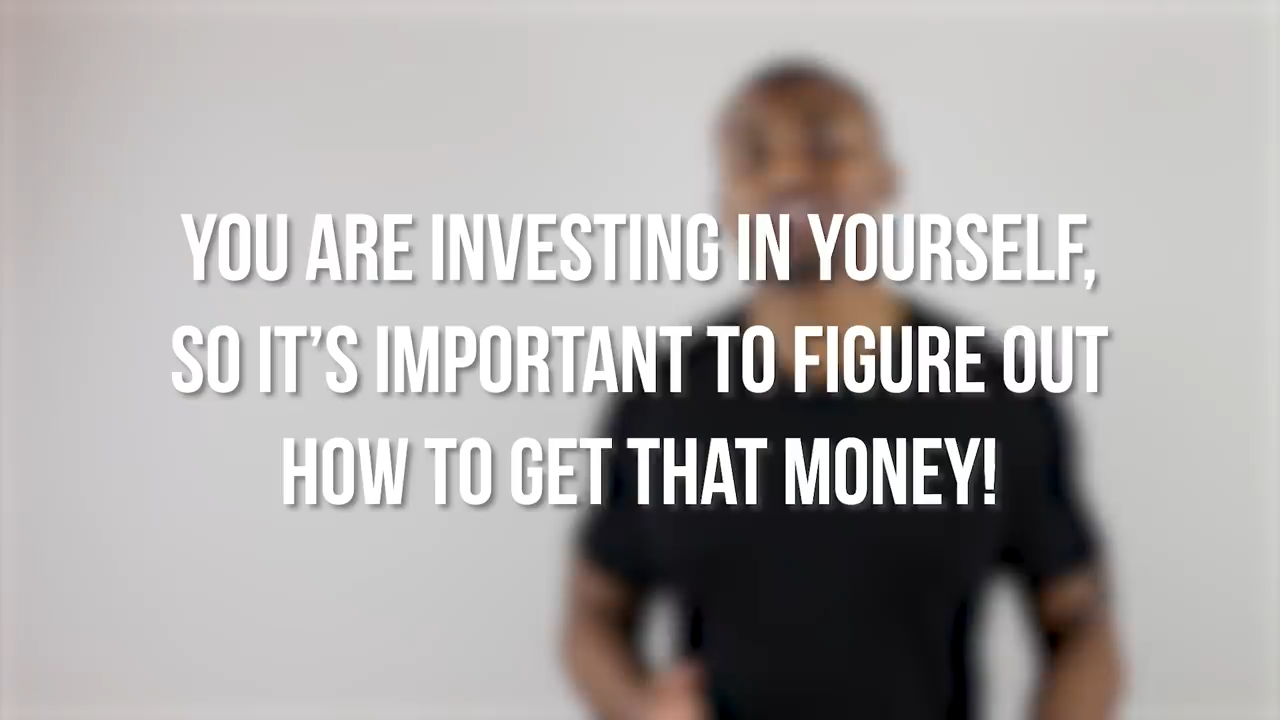 YOU ARE INVESTING IN YOURSELF,
SO IT’S IMPORTANT TO FIGURE OUT
HOW TO GET THAT MONEY!